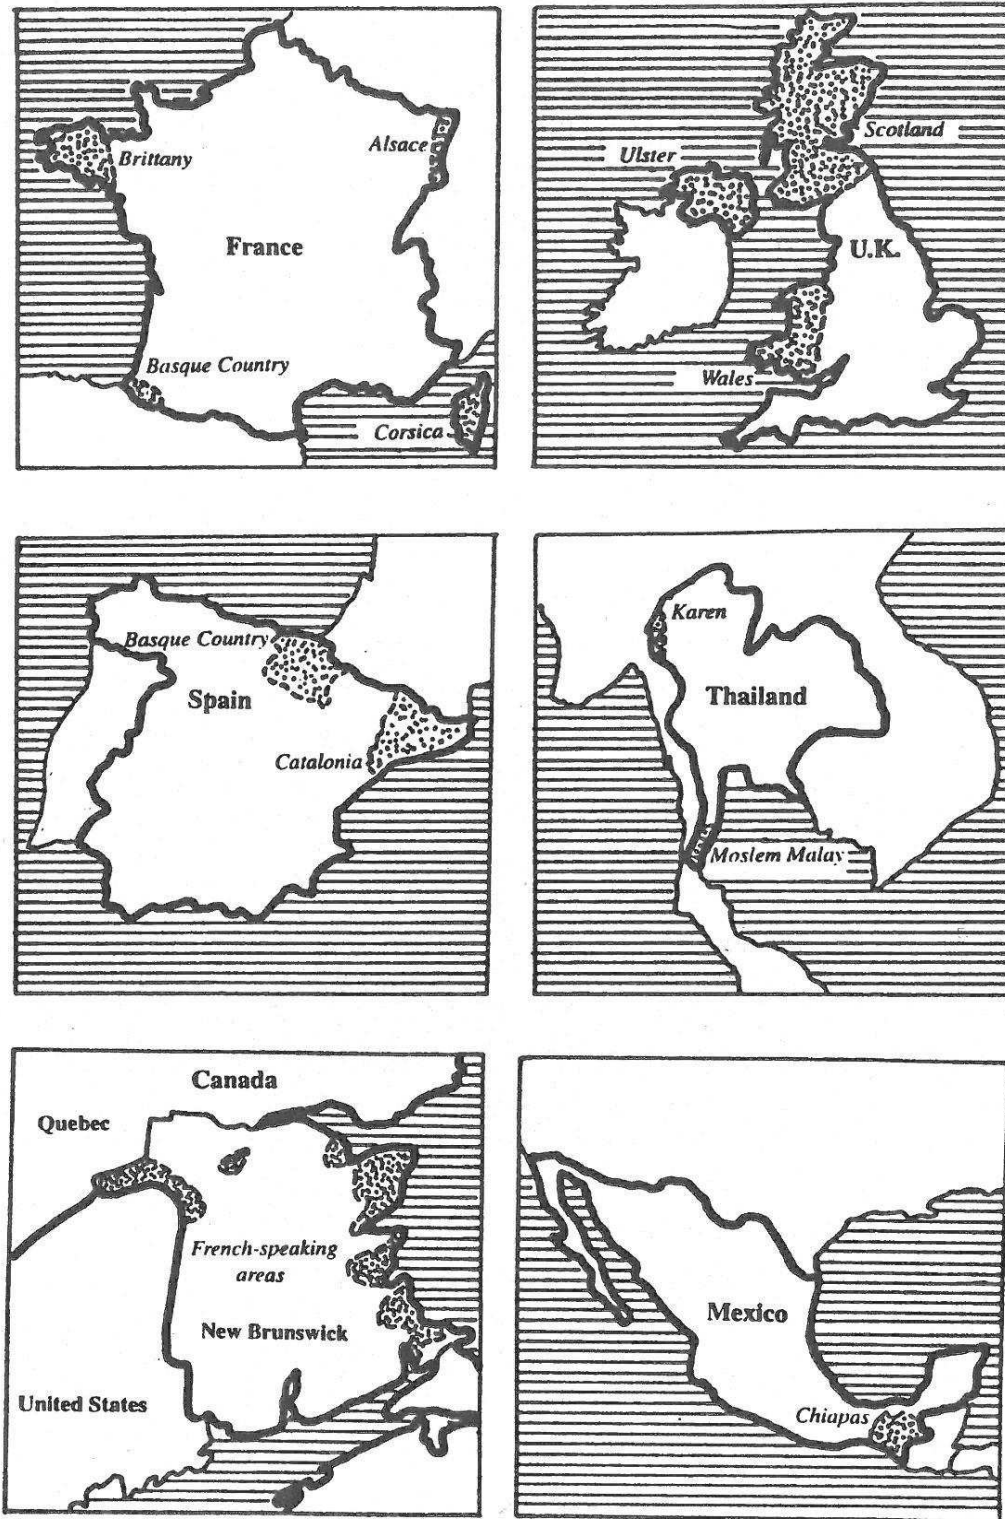 Brittany
Alsace
France
Basque Country
Corsica
Scotland
Ulster
U.K.
Wales
Basque Country
Spain
Catalonia
Karen
Thailand
Moslem Malay
Canada
Quebec
French-speaking
areas
New Brunswick
United States
Mexico
Chiapas